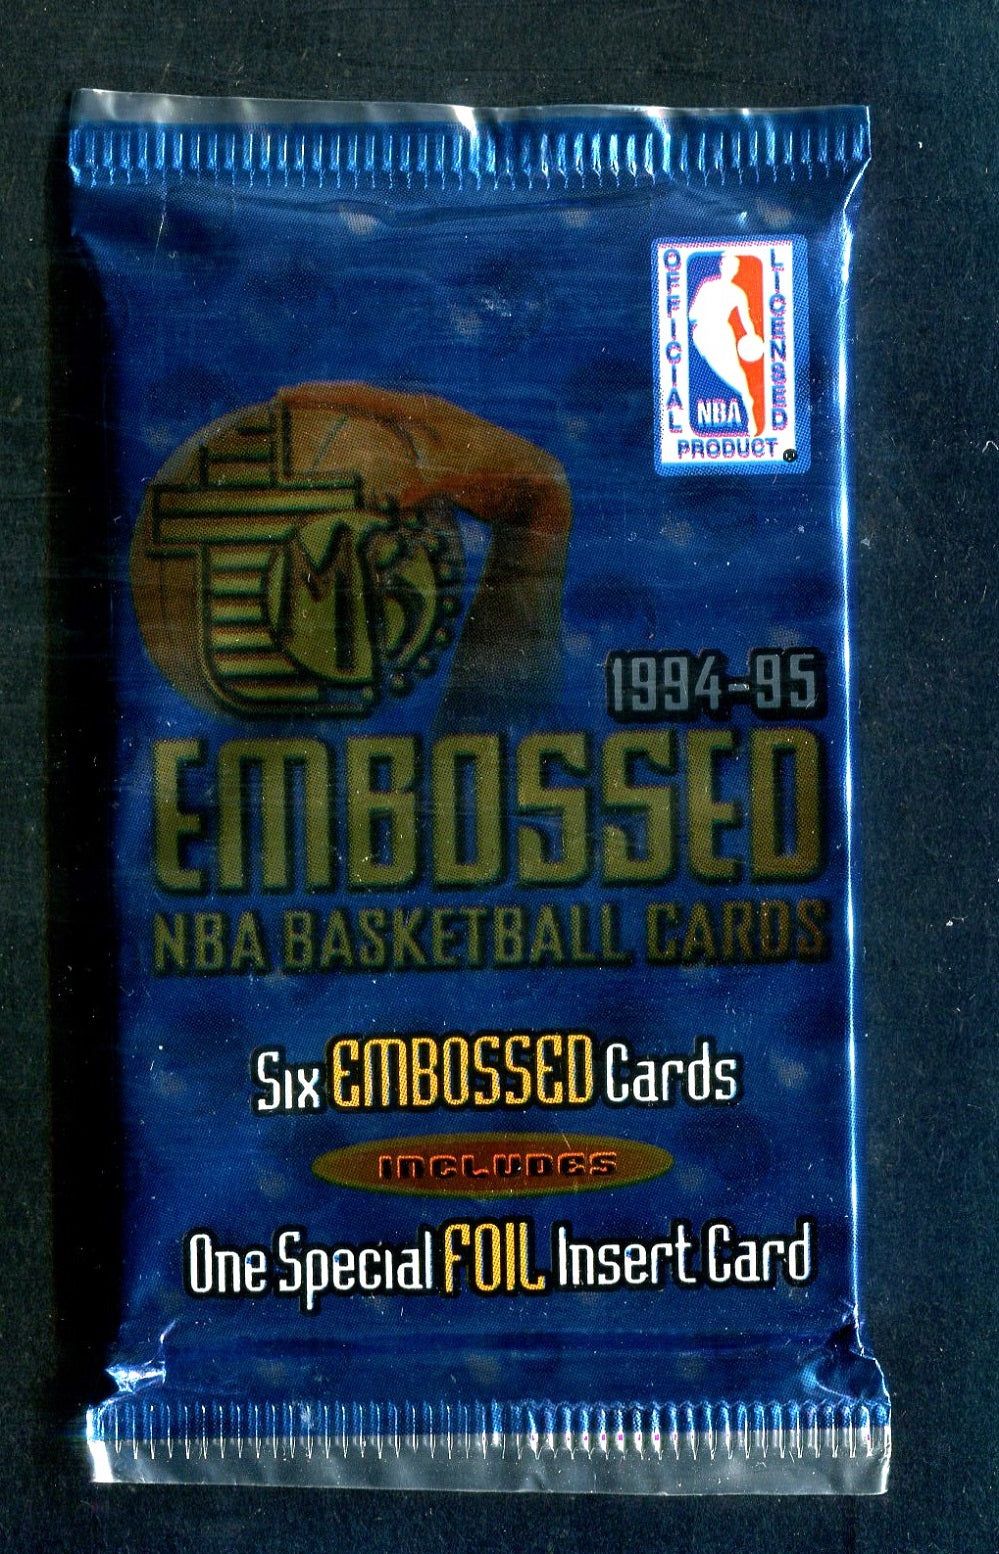 OFFICIAL
LICENSED
NBA
PRODUCT
1994-95
EMBOSSED
NBA BASKETBALL CARDS
Six EMBOSSED Cards
INCLUDES
One Special FOIL Insert Card